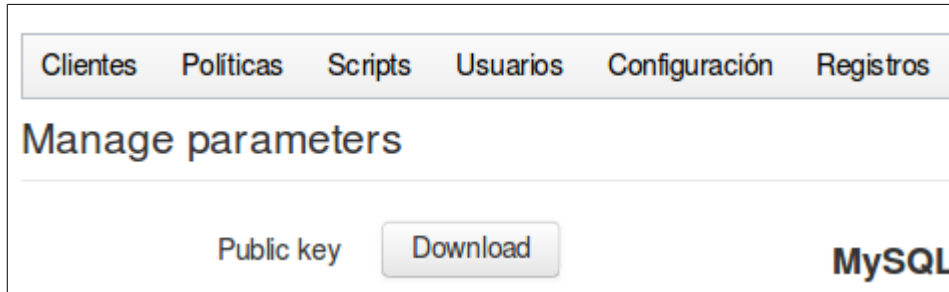 Clientes Políticas Scripts Usuarios Configuración Registros
Manage parameters
Public key Download
MySQL